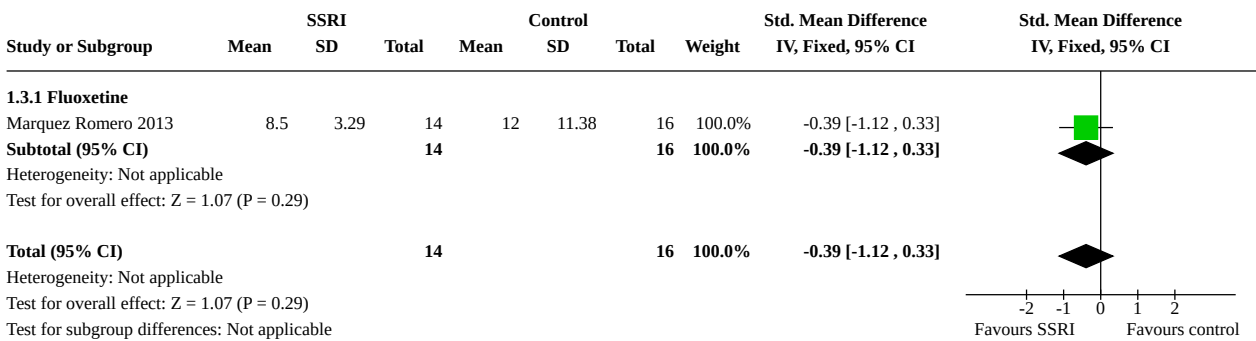 SSRI Control Std. Mean Difference Std. Mean Difference
Study or Subgroup Mean SD Total Mean SD Total Weight IV, Fixed, 95% CI IV, Fixed, 95% CI
1.3.1 Fluoxetine
Marquez Romero 2013 8.5 3.29 14 12 11.38 16 100.0% -0.39 [-1.12 , 0.33]
Subtotal (95% CI) 14 16 100.0% -0.39 [-1.12 , 0.33]
Heterogeneity: Not applicable
Test for overall effect: Z = 1.07 (P = 0.29)
Total (95% CI) 14 16 100.0% -0.39 [-1.12 , 0.33]
Heterogeneity: Not applicable
Test for overall effect: Z = 1.07 (P = 0.29)
-2 -1 0 1 2
Test for subgroup differences: Not applicable Favours SSRI Favours control